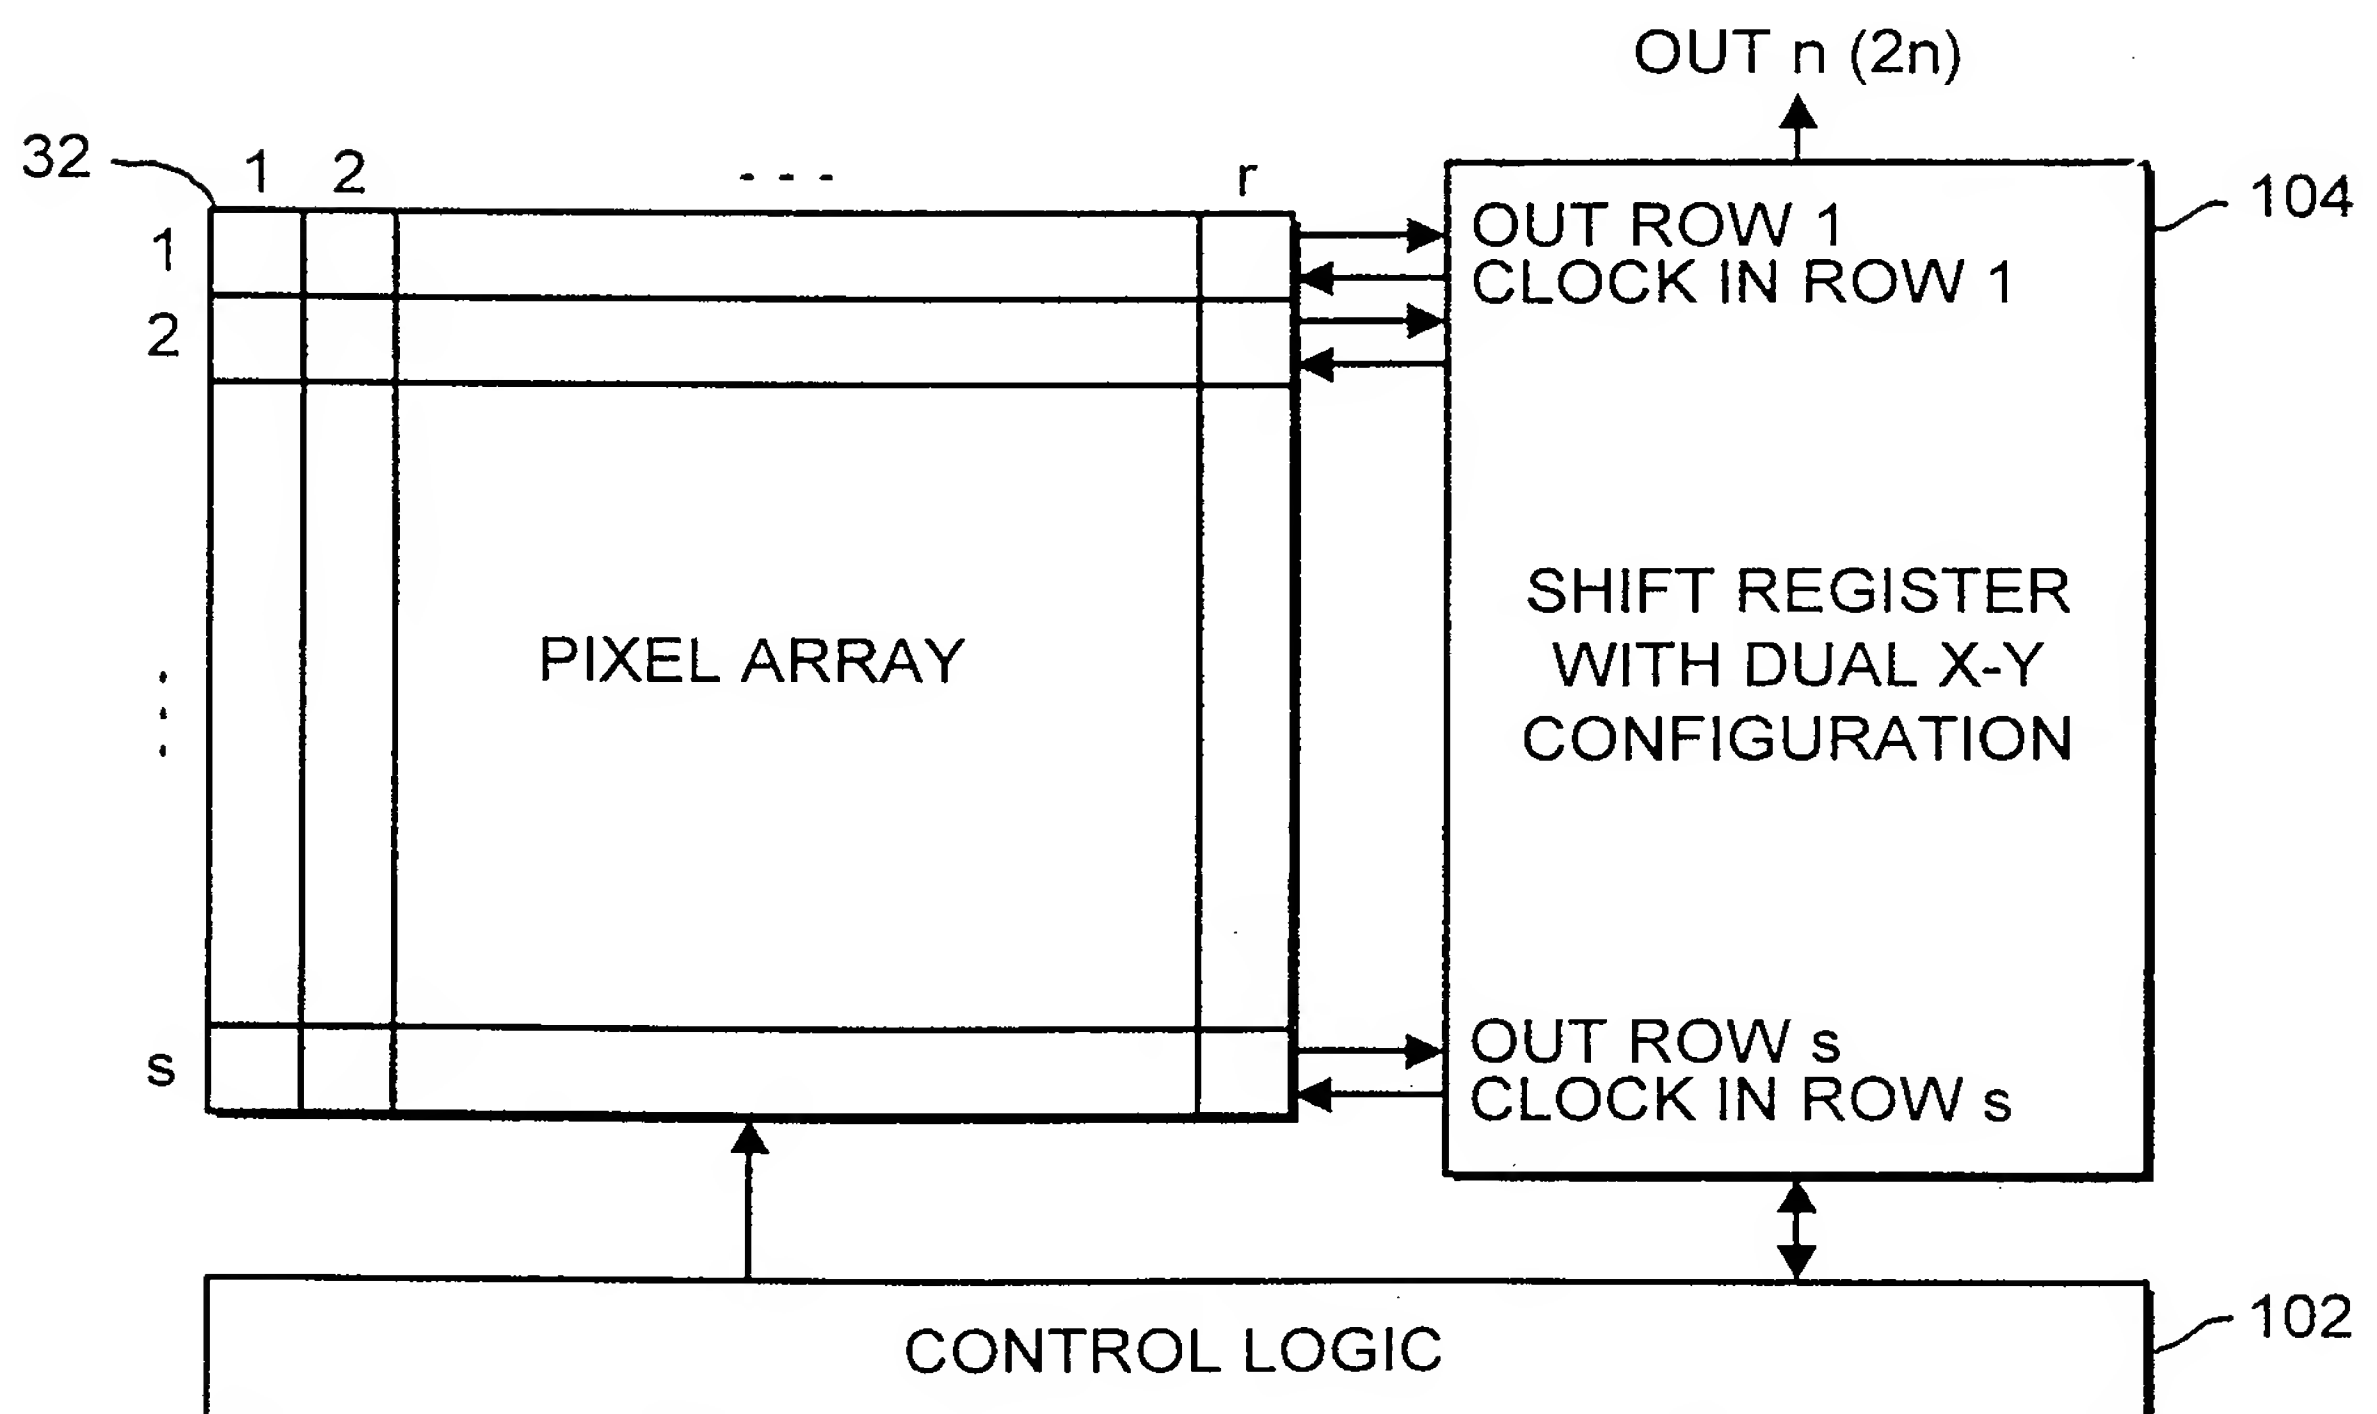 OUT n (2n)
32
1 2 - - - r
104
1
OUT ROW 1
CLOCK IN ROW 1
2
SHIFT REGISTER
WITH DUAL X-Y
CONFIGURATION
PIXEL ARRAY
. . .
OUT ROW s
CLOCK IN ROW s
s
102
CONTROL LOGIC